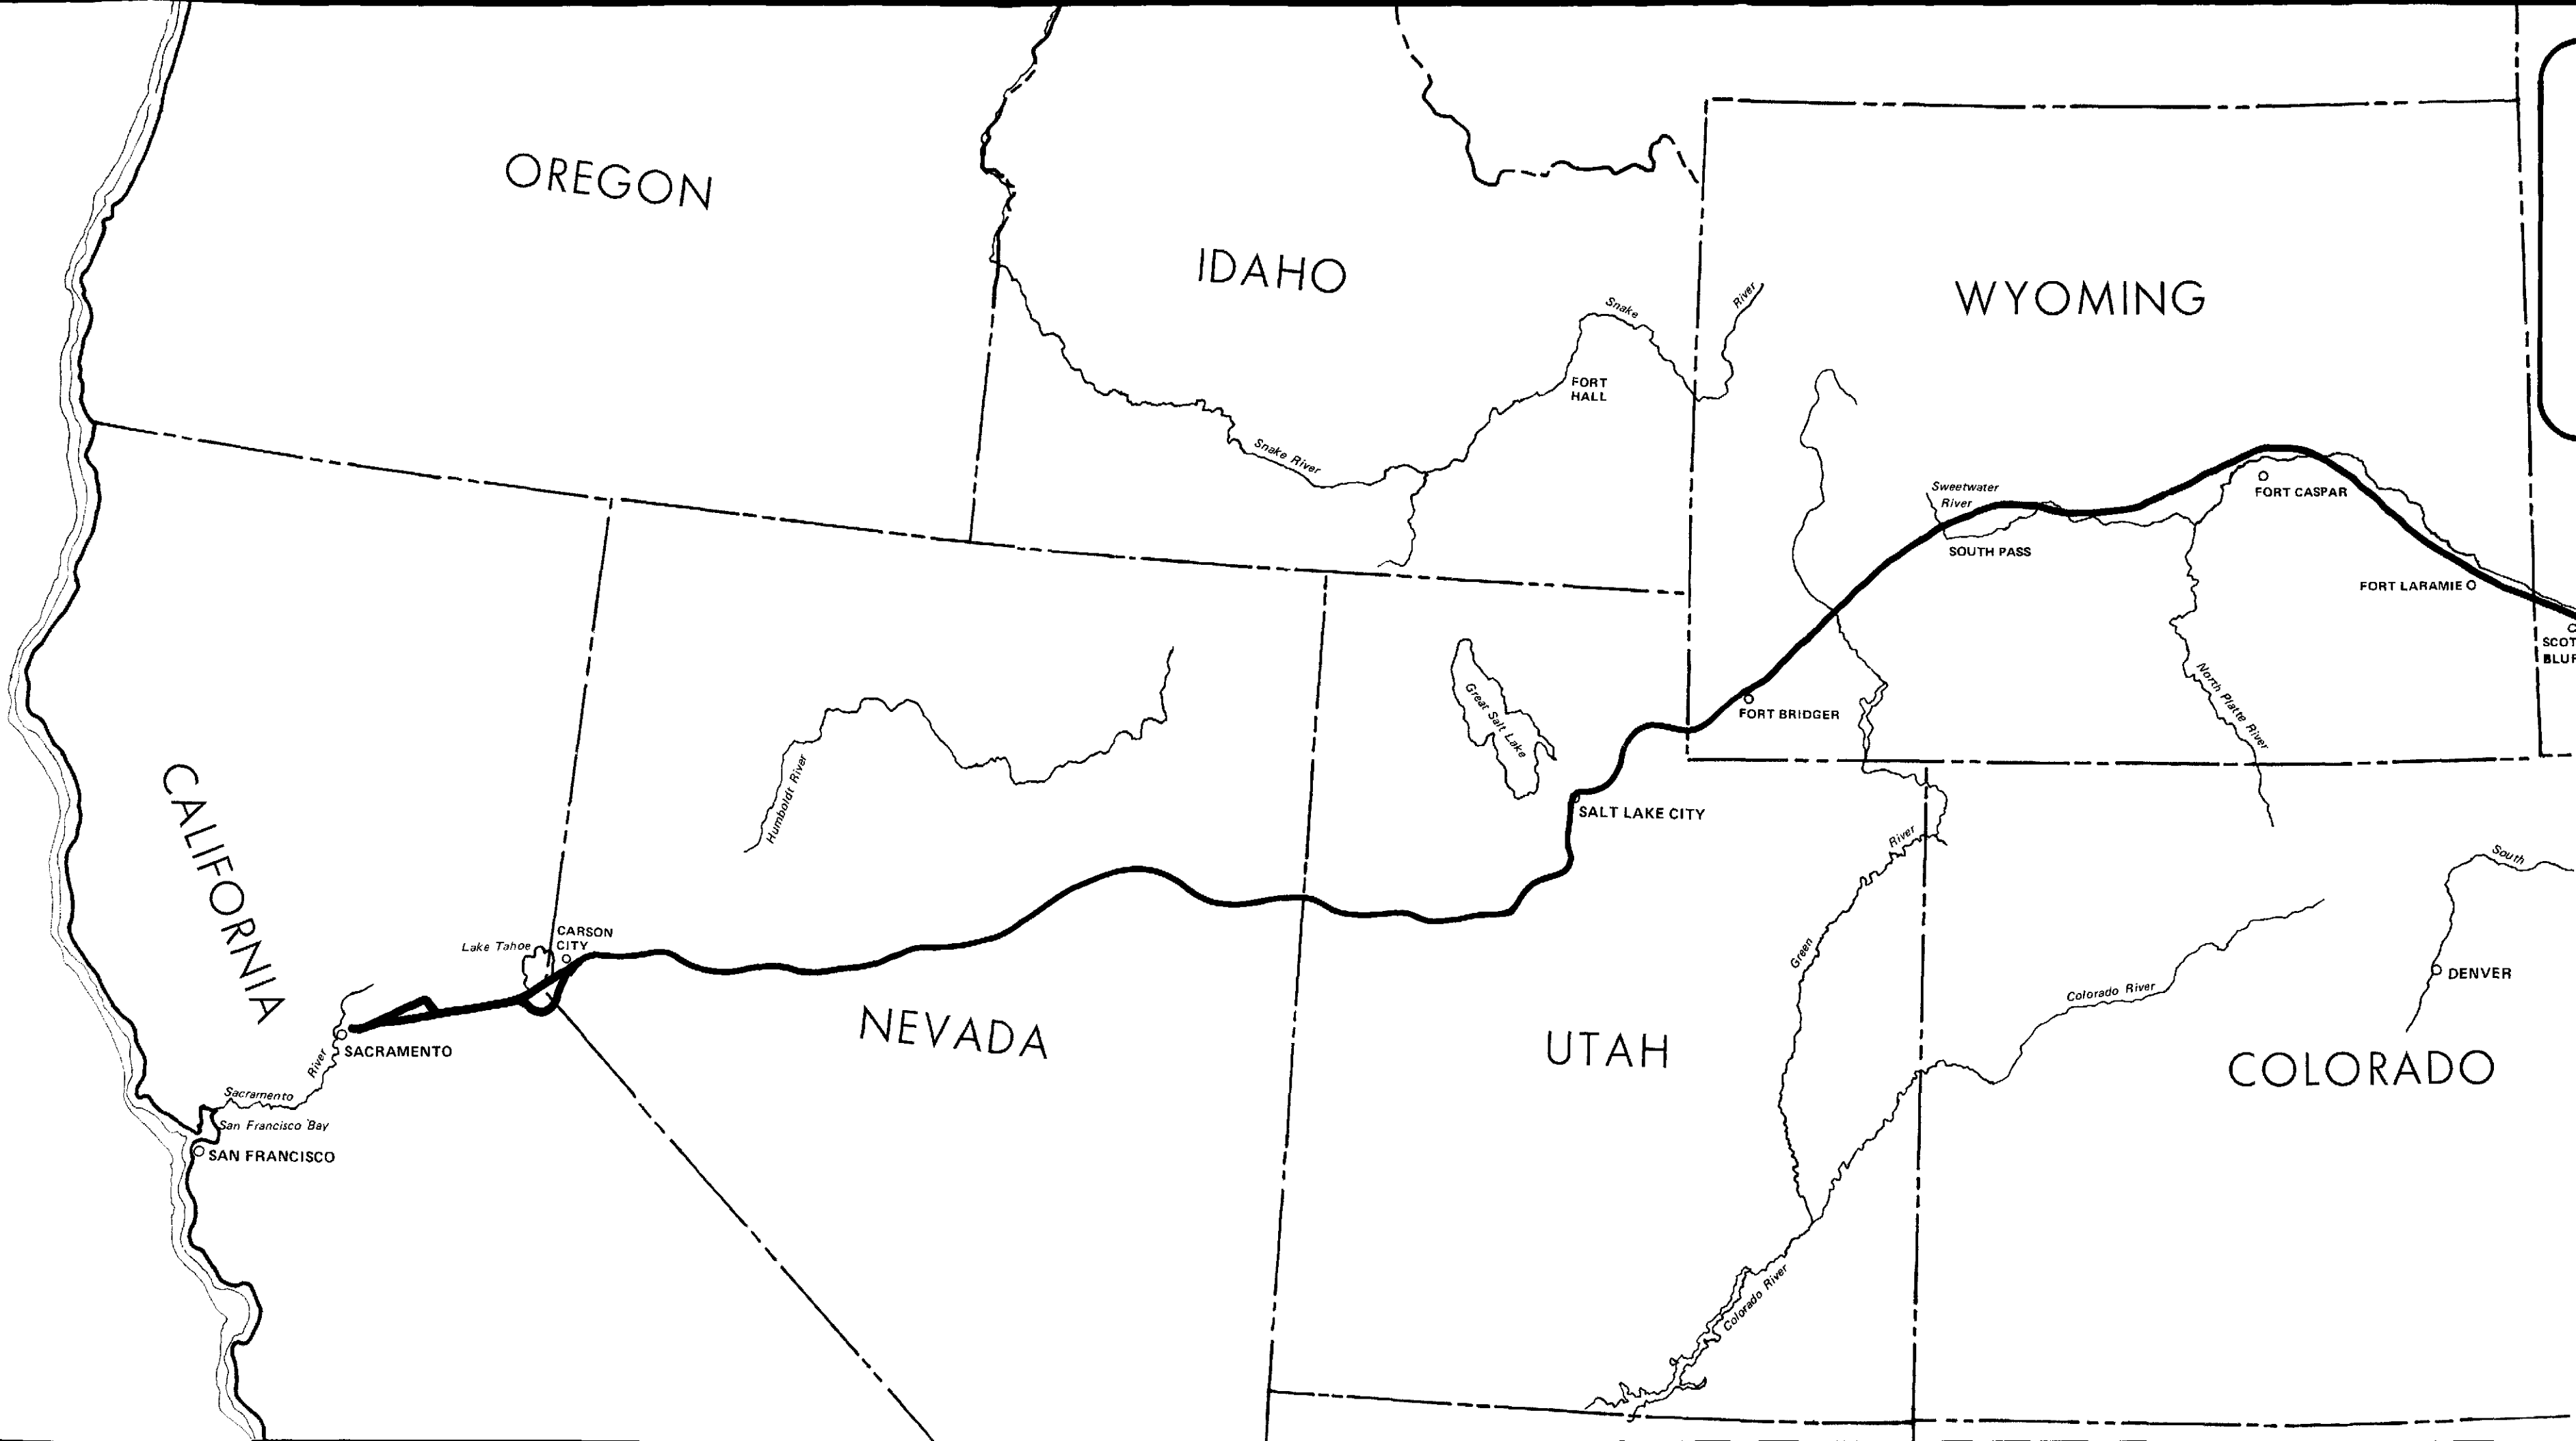 OREGON
IDAHO
WYOMING
Snake
River
FORT
HALL
Snake River
Sweetwater
River
SOUTH PASS
FORT CASPAR
FORT LARAMIE
SCOT
BLUF
North Platte River
FORT BRIDGER
Great Salt Lake
SALT LAKE CITY
Humboldt River
CALIFORNIA
Lake Tahoe
CARSON
CITY
NEVADA
SACRAMENTO
River
Sacramento
San Francisco Bay
SAN FRANCISCO
UTAH
River
Green
Colorado River
Colorado River
South
DENVER
COLORADO